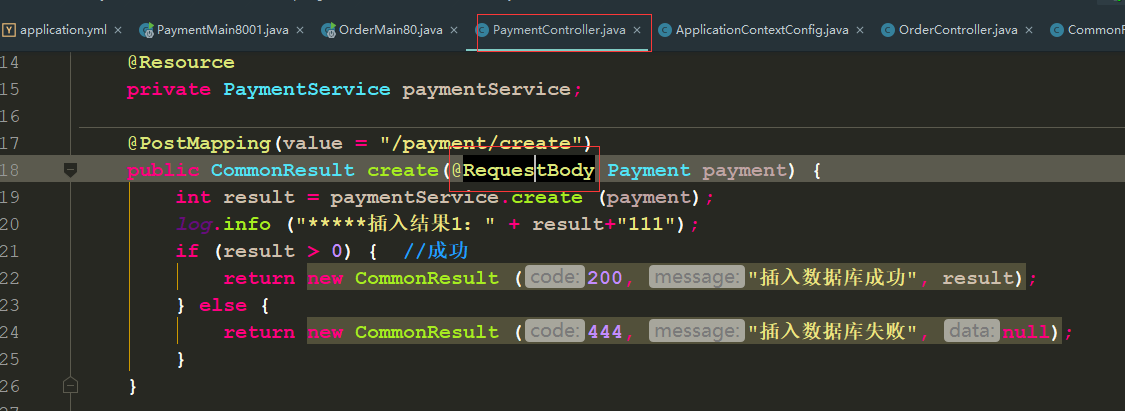 application.yml × PaymentMain8001.java × OrderMain80.java × PaymentController.java × ApplicationContextConfig.java × OrderController.java × CommonR
14 @Resource
15 private PaymentService paymentService;
16
17 @PostMapping(value = "/payment/create")
18 public CommonResult create(@RequestBody Payment payment) {
19 int result = paymentService.create (payment);
20 log.info ("*****插入结果1：" + result+"111");
21 if (result > 0) { //成功
22 return new CommonResult (code: 200, message: "插入数据库成功", result);
23 } else {
24 return new CommonResult (code: 444, message: "插入数据库失败", data: null);
25 }
26 }